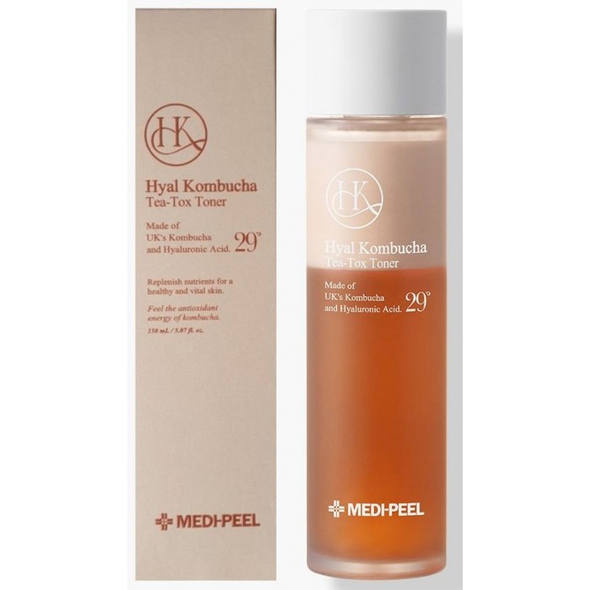 HK
Hyal Kombucha
Tea-Tox Toner
Made of
UK's Kombucha
and Hyaluronic Acid. 29°
Replenish nutrients for a
healthy and vital skin.
Feel the antioxidant
energy of kombucha.
150 mL / 5.07 fl. oz.
MEDI-PEEL
HK
Hyal Kombucha
Tea-Tox Toner
Made of
UK's Kombucha
and Hyaluronic Acid. 29°
MEDI-PEEL